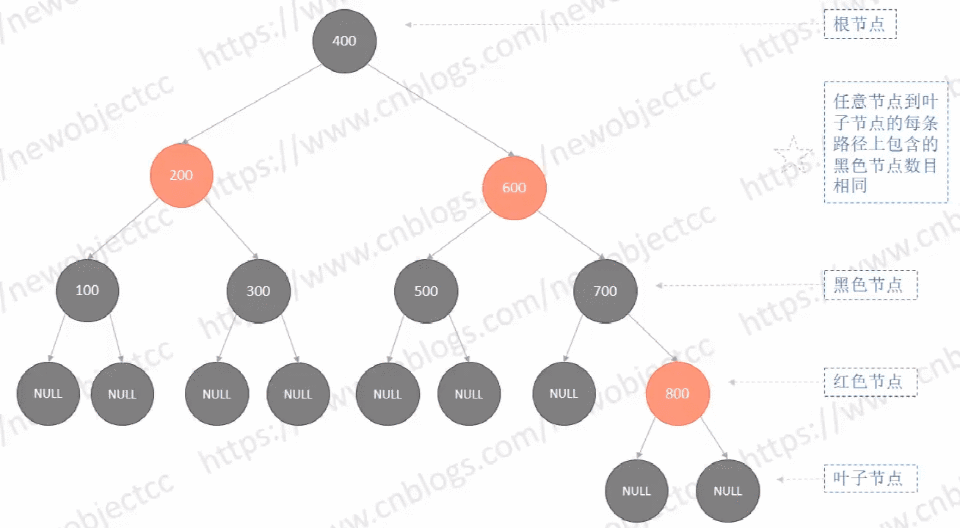 400
根节点
任意节点到叶
子节点的每条
路径上包含的
黑色节点数目
相同
200
600
100
300
500
700
黑色节点
NULL
NULL
NULL
NULL
NULL
NULL
NULL
800
红色节点
NULL
NULL
叶子节点
https://www.cnblogs.com/newobjectcc